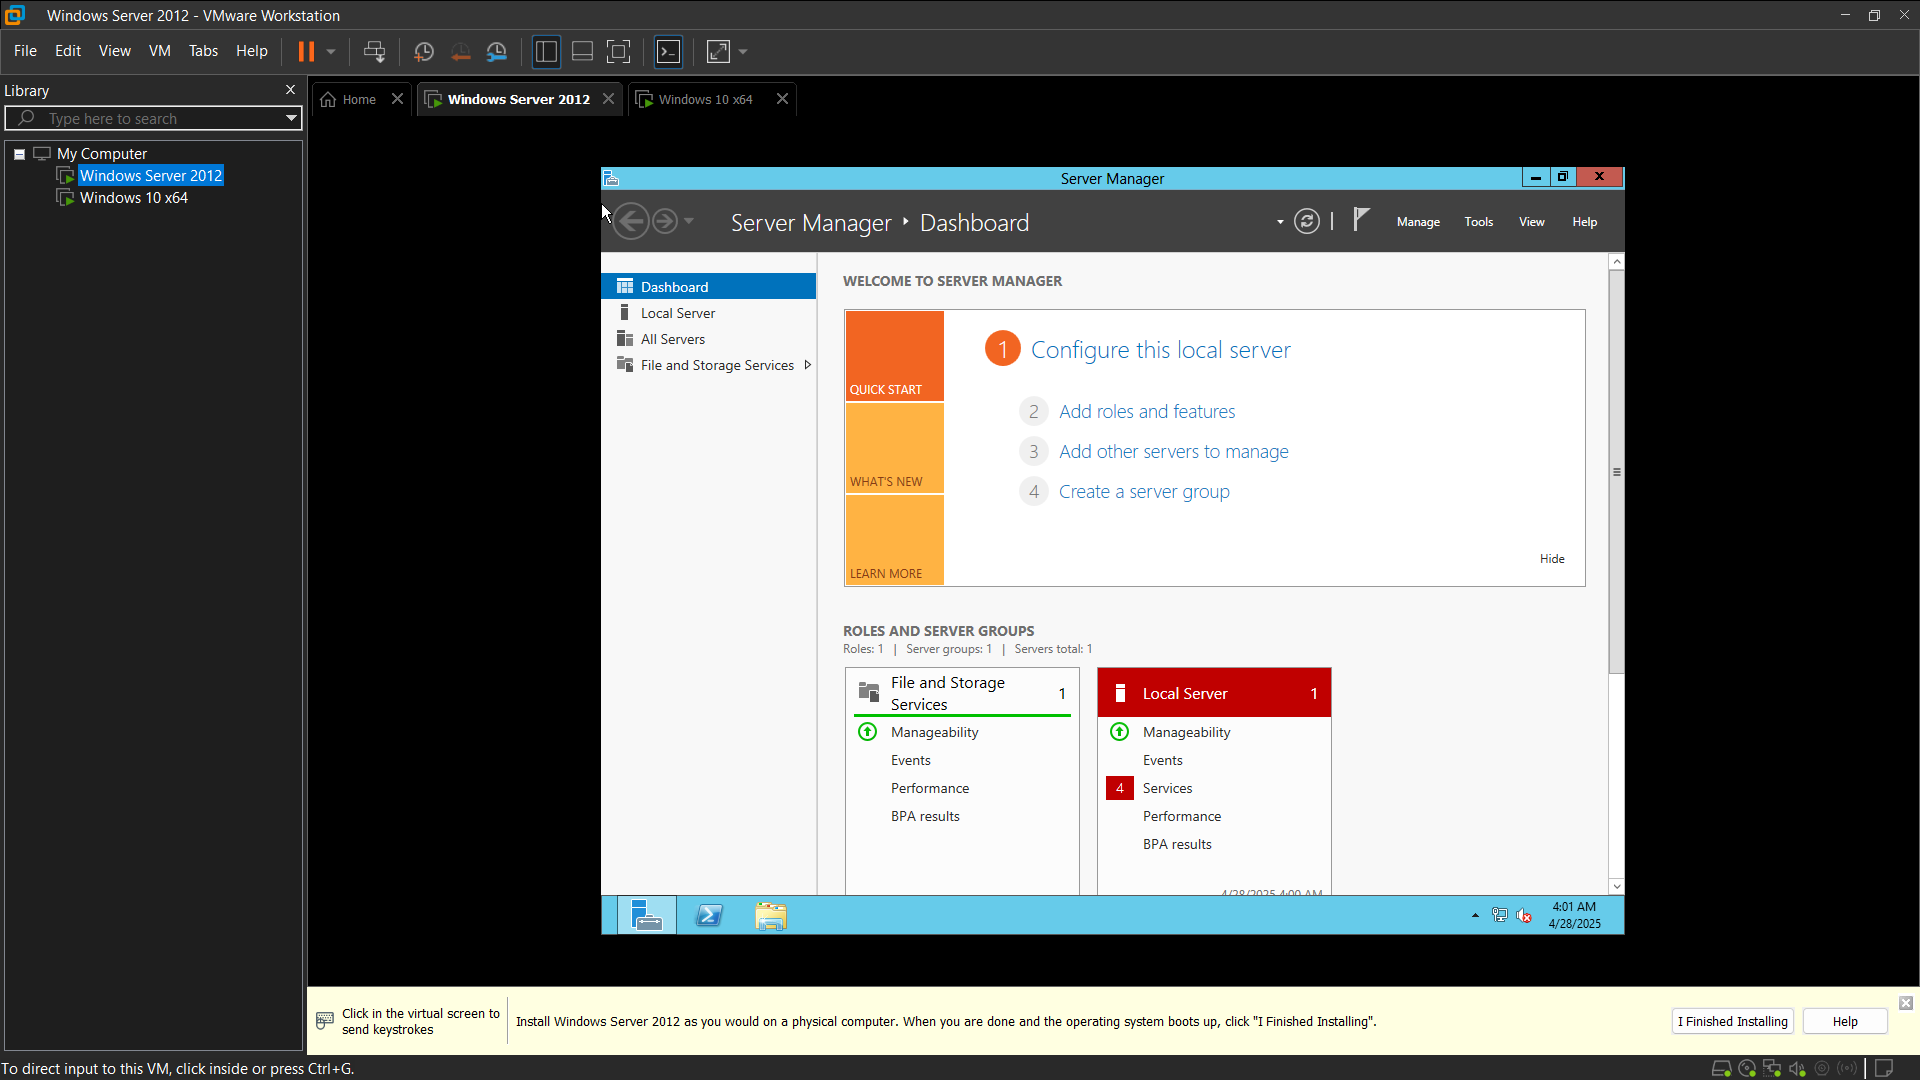 Windows Server 2012 - VMware Workstation
File Edit View VM Tabs Help
Library
Type here to search
My Computer
Windows Server 2012
Windows 10 x64
Home
Windows Server 2012
Windows 10 x64
Server Manager
Server Manager Dashboard
Manage Tools View Help
Dashboard
Local Server
All Servers
File and Storage Services
WELCOME TO SERVER MANAGER
QUICK START
WHAT'S NEW
LEARN MORE
1 Configure this local server
2 Add roles and features
3 Add other servers to manage
4 Create a server group
Hide
ROLES AND SERVER GROUPS
Roles: 1 | Server groups: 1 | Servers total: 1
File and Storage Services 1
Manageability
Events
Performance
BPA results
Local Server 1
Manageability
Events
4 Services
Performance
BPA results
4/28/2025 4:00 AM
4:01 AM
4/28/2025
Click in the virtual screen to
send keystrokes
Install Windows Server 2012 as you would on a physical computer. When you are done and the operating system boots up, click "I Finished Installing".
I Finished Installing
Help
To direct input to this VM, click inside or press Ctrl+G.